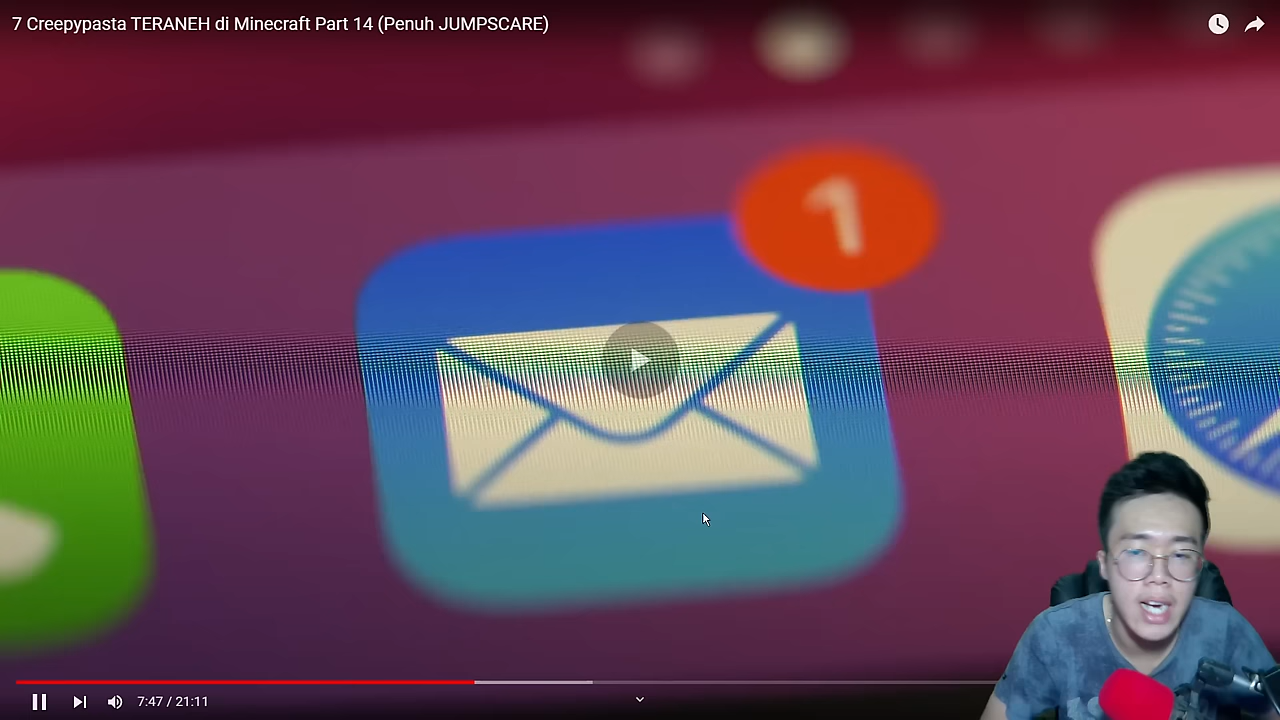 7 Creepypasta TERANEH di Minecraft Part 14 (Penuh JUMPSCARE)
1
7:47 / 21:11